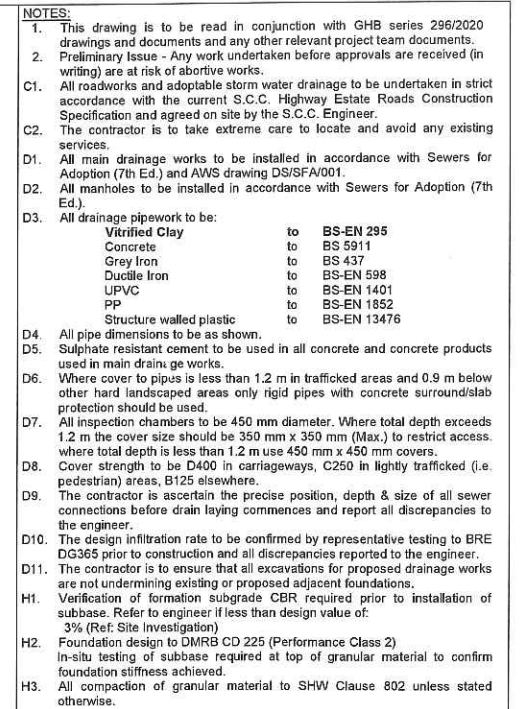 NOTES:
1. This drawing is to be read in conjunction with GHB series 296/2020
drawings and documents and any other relevant project team documents.
2. Preliminary Issue - Any work undertaken before approvals are received (in
writing) are at risk of abortive works.
C1. All roadworks and adoptable storm water drainage to be undertaken in strict
accordance with the current S.C.C. Highway Estate Roads Construction
Specification and agreed on site by the S.C.C. Engineer.
C2. The contractor is to take extreme care to locate and avoid any existing
services.
D1. All main drainage works to be installed in accordance with Sewers for
Adoption (7th Ed.) and AWS drawing DS/SFA/001.
D2. All manholes to be installed in accordance with Sewers for Adoption (7th
Ed.).
D3. All drainage pipework to be:
Vitrified Clay to BS-EN 295
Concrete to BS 5911
Grey Iron to BS 437
Ductile Iron to BS-EN 598
UPVC to BS-EN 1401
PP to BS-EN 1852
Structure walled plastic to BS-EN 13476
D4. All pipe dimensions to be as shown.
D5. Sulphate resistant cement to be used in all concrete and concrete products
used in main drainage works.
D6. Where cover to pipes is less than 1.2 m in trafficked areas and 0.9 m below
other hard landscaped areas only rigid pipes with concrete surround/slab
protection should be used.
D7. All inspection chambers to be 450 mm diameter. Where total depth exceeds
1.2 m the cover size should be 350 mm x 350 mm (Max.) to restrict access.
where total depth is less than 1.2 m use 450 mm x 450 mm covers.
D8. Cover strength to be D400 in carriageways, C250 in lightly trafficked (i.e.
pedestrian) areas, B125 elsewhere.
D9. The contractor is ascertain the precise position, depth & size of all sewer
connections before drain laying commences and report all discrepancies to
the engineer.
D10. The design infiltration rate to be confirmed by representative testing to BRE
DG365 prior to construction and all discrepancies reported to the engineer.
D11. The contractor is to ensure that all excavations for proposed drainage works
are not undermining existing or proposed adjacent foundations.
H1. Verification of formation subgrade CBR required prior to installation of
subbase. Refer to engineer if less than design value of:
3% (Ref: Site Investigation)
H2. Foundation design to DMRB CD 225 (Performance Class 2)
In-situ testing of subbase required at top of granular material to confirm
foundation stiffness achieved.
H3. All compaction of granular material to SHW Clause 802 unless stated
otherwise.